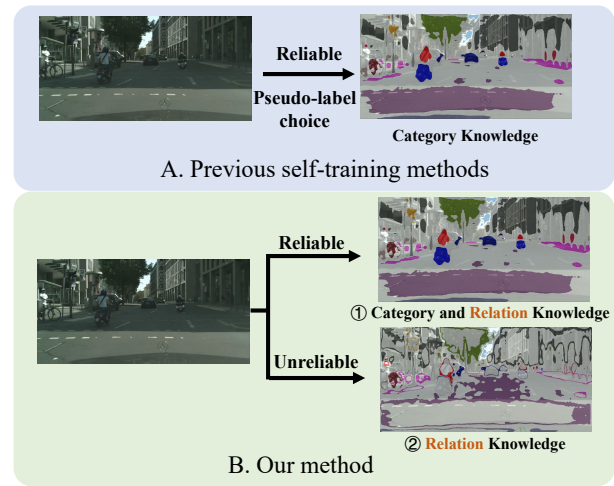 Reliable
Pseudo-label
choice
Category Knowledge
A. Previous self-training methods
Reliable
① Category and Relation Knowledge
Unreliable
② Relation Knowledge
B. Our method